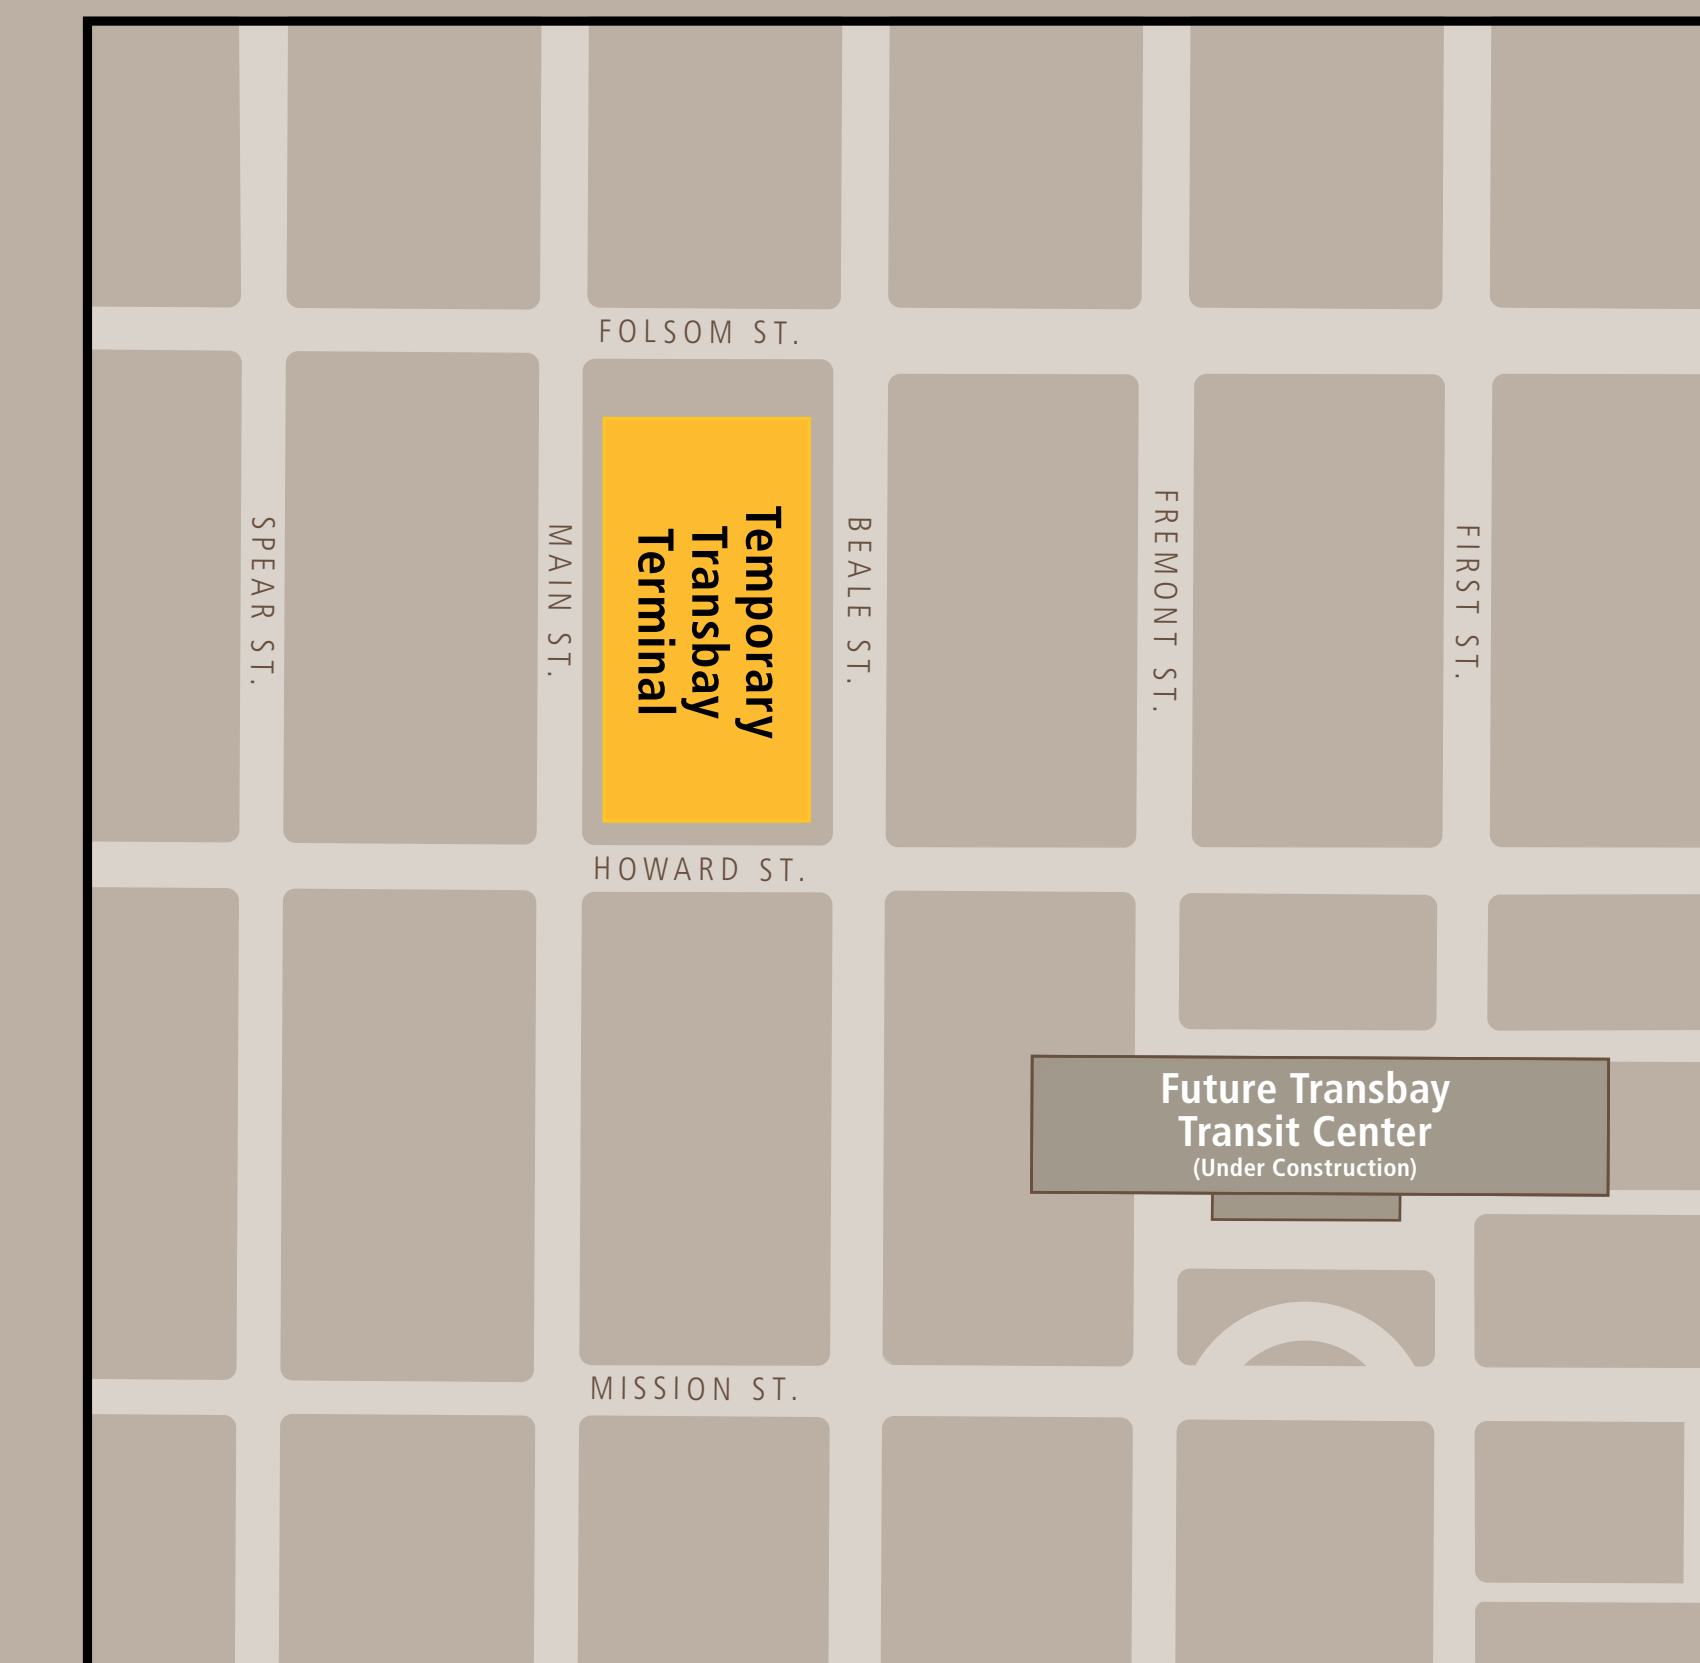 FOLSOM ST.
SPEAR ST.
MAIN ST.
Temporary
Transbay
Terminal
BEALE ST.
FREMONT ST.
FIRST ST.
HOWARD ST.
Future Transbay
Transit Center
(Under Construction)
MISSION ST.